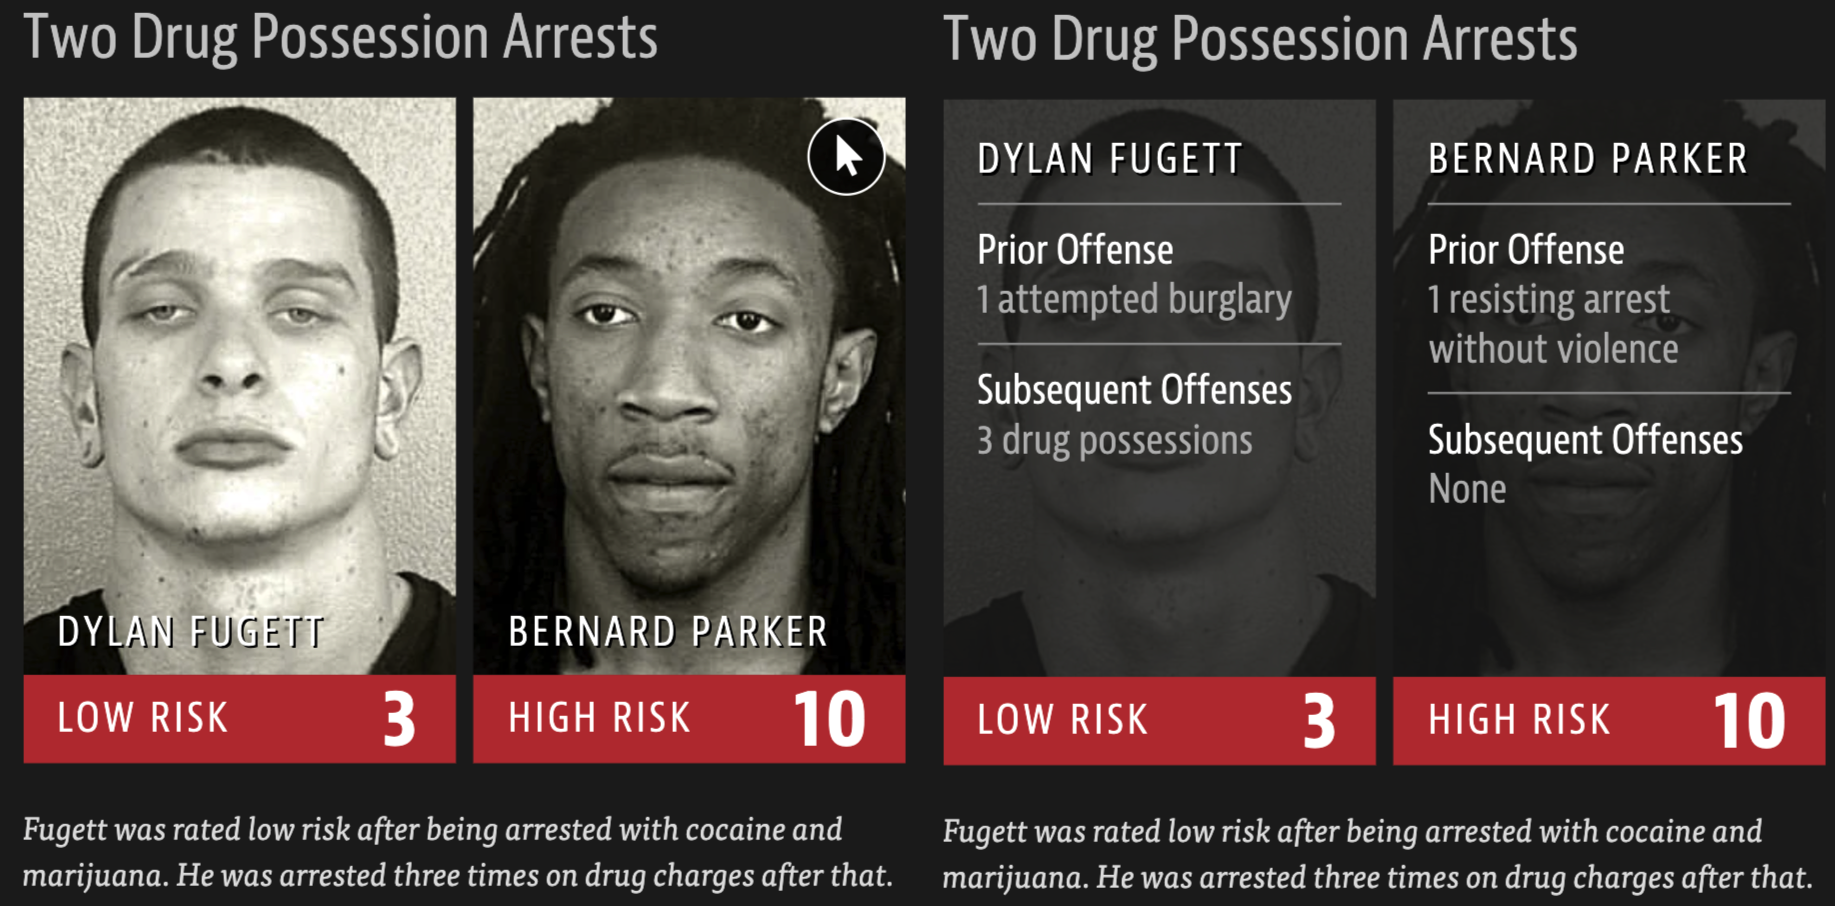 Two Drug Possession Arrests
DYLAN FUGETT
LOW RISK 3
BERNARD PARKER
HIGH RISK 10
Fugett was rated low risk after being arrested with cocaine and
marijuana. He was arrested three times on drug charges after that.
Two Drug Possession Arrests
DYLAN FUGETT
Prior Offense
1 attempted burglary
Subsequent Offenses
3 drug possessions
LOW RISK 3
BERNARD PARKER
Prior Offense
1 resisting arrest
without violence
Subsequent Offenses
None
HIGH RISK 10
Fugett was rated low risk after being arrested with cocaine and
marijuana. He was arrested three times on drug charges after that.